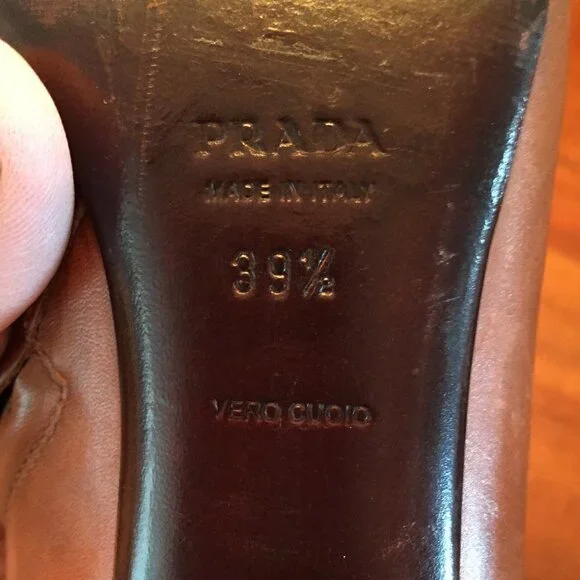 PRADA
MADE IN ITALY
39½
VERO CUOIO